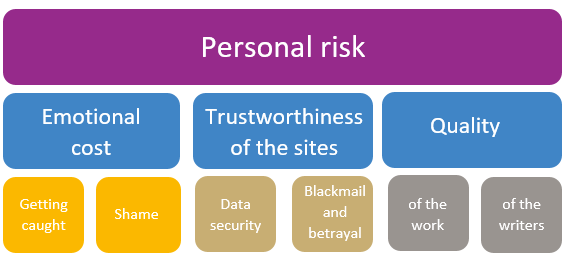 Personal risk
Emotional
cost
Trustworthiness
of the sites
Quality
Getting
caught
Shame
Data
security
Blackmail
and
betrayal
of the
work
of the
writers